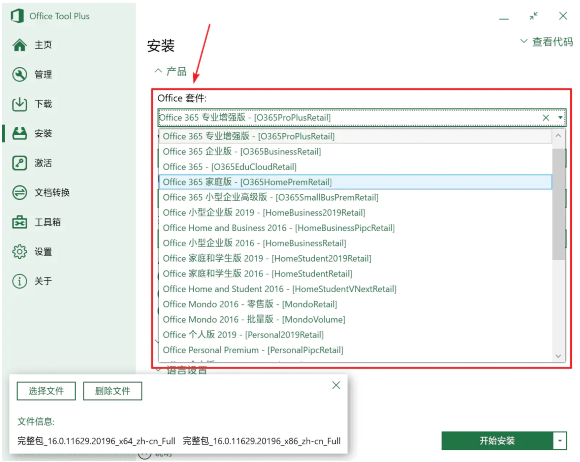 Office Tool Plus
主页
管理
下载
安装
激活
文档转换
工具箱
设置
关于
安装
查看代码
产品
Office 套件:
Office 365 专业增强版 - [O365ProPlusRetail]
Office 365 专业增强版 - [O365ProPlusRetail]
Office 365 企业版 - [O365BusinessRetail]
Office 365 - [O365EduCloudRetail]
Office 365 家庭版 - [O365HomePremRetail]
Office 365 小型企业高级版 - [O365SmallBusPremRetail]
Office 小型企业版 2019 - [HomeBusiness2019Retail]
Office Home and Business 2016 - [HomeBusinessPipcRetail]
Office 小型企业版 2016 - [HomeBusinessRetail]
Office 家庭和学生版 2019 - [HomeStudent2019Retail]
Office 家庭和学生版 2016 - [HomeStudentRetail]
Office Home and Student 2016 - [HomeStudentVNextRetail]
Office Mondo 2016 - 零售版 - [MondoRetail]
Office Mondo 2016 - 批量版 - [MondoVolume]
Office 个人版 2019 - [Personal2019Retail]
Office Personal Premium - [PersonalPipcRetail]
语言设置
选择文件 删除文件
文件信息:
完整包_16.0.11629.20196_x64_zh-cn_Full 完整包_16.0.11629.20196_x86_zh-cn_Full
说明
开始安装